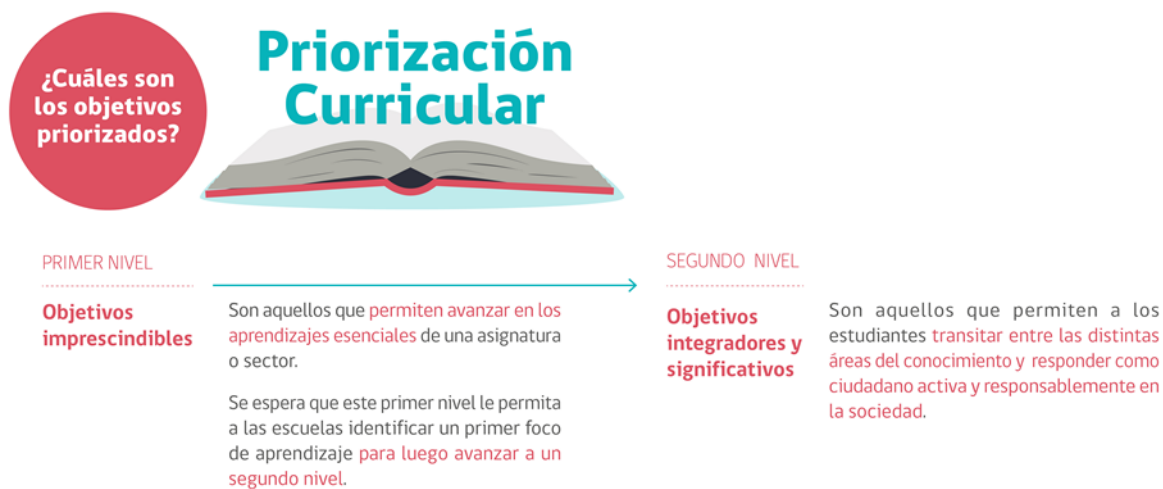 ¿Cuáles son
los objetivos
priorizados?
Priorización
Curricular
PRIMER NIVEL
Objetivos
imprescindibles
Son aquellos que permiten avanzar en los
aprendizajes esenciales de una asignatura
o sector.
Se espera que este primer nivel le permita
a las escuelas identificar un primer foco
de aprendizaje para luego avanzar a un
segundo nivel.
SEGUNDO NIVEL
Objetivos
integradores y
significativos
Son aquellos que permiten a los
estudiantes transitar entre las distintas
áreas del conocimiento y responder como
ciudadano activa y responsablemente en
la sociedad.